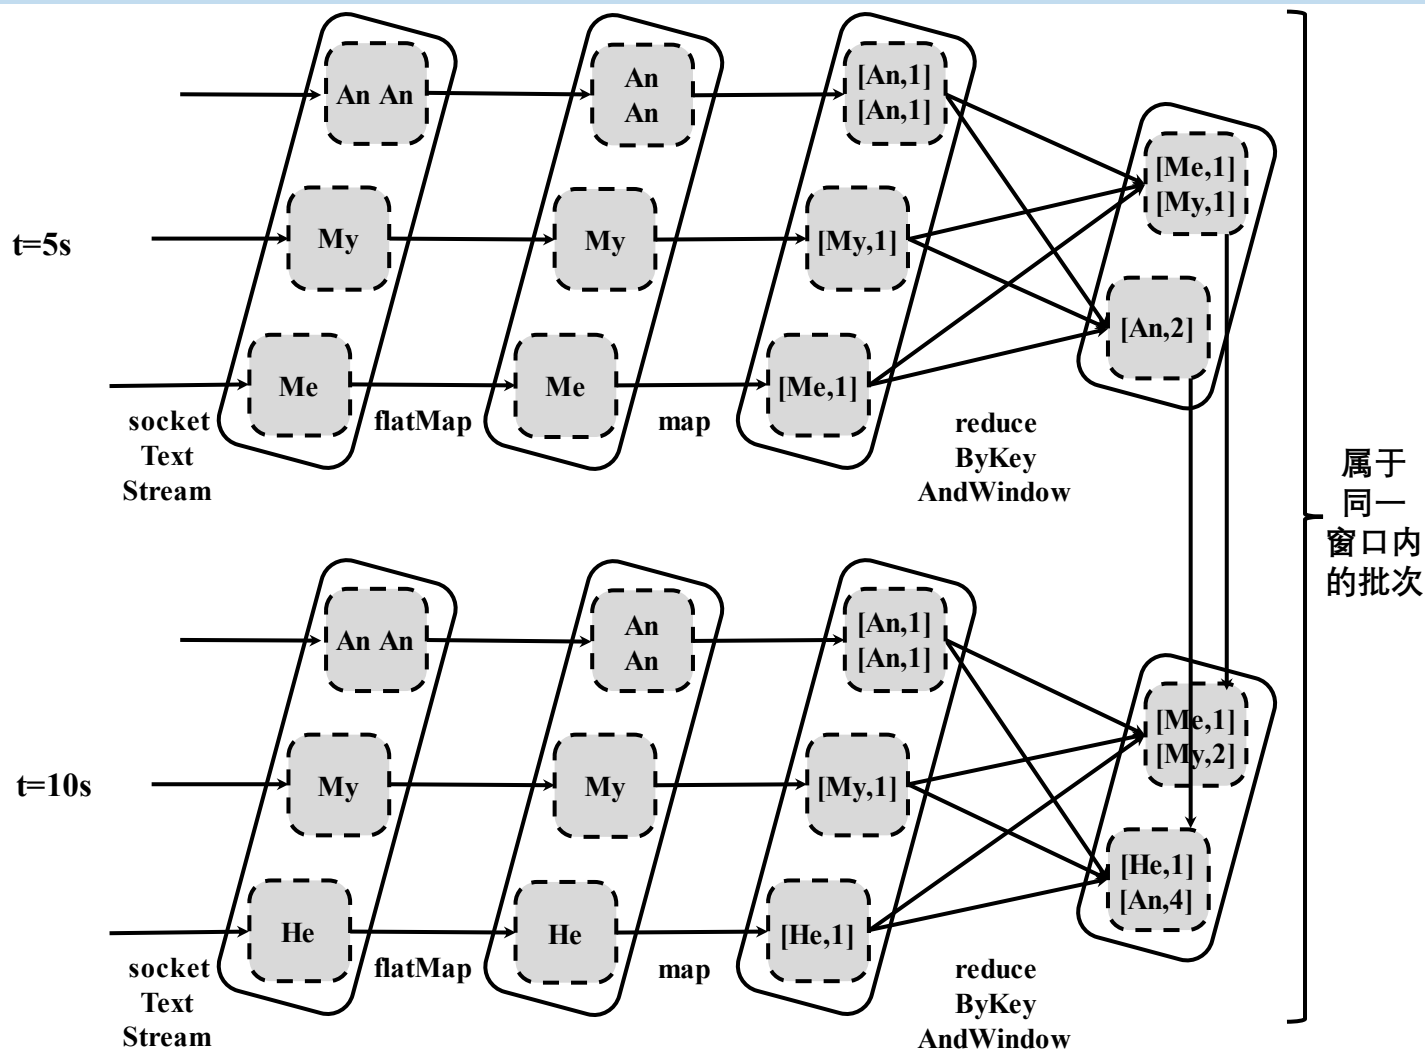 An An
An
An
[An,1]
[An,1]
[Me,1]
[My,1]
t=5s
My
My
[My,1]
[An,2]
Me
Me
[Me,1]
socket
Text
Stream
flatMap
map
reduce
ByKey
AndWindow
属于
同一
窗口内
的批次
An An
An
An
[An,1]
[An,1]
[Me,1]
[My,2]
t=10s
My
My
[My,1]
[He,1]
[An,4]
He
He
[He,1]
socket
Text
Stream
flatMap
map
reduce
ByKey
AndWindow